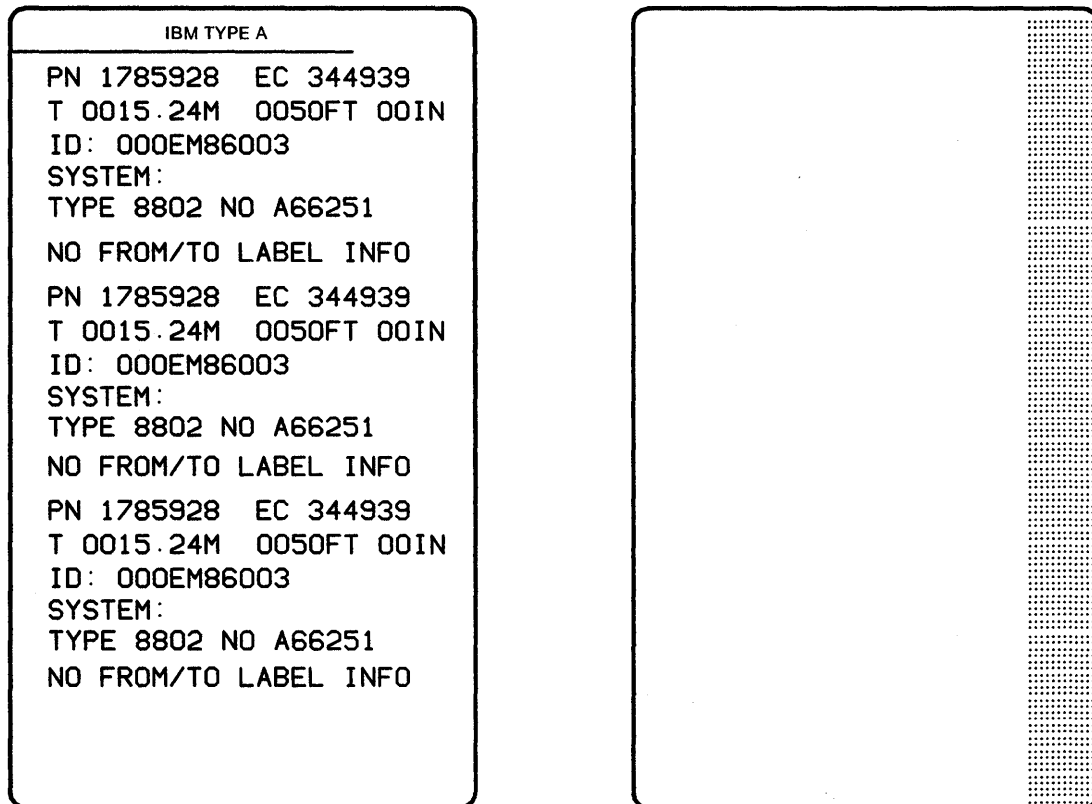 IBM TYPE A
PN 1785928 EC 344939
T 0015.24M 0050FT 00IN
ID: 000EM86003
SYSTEM:
TYPE 8802 NO A66251
NO FROM/TO LABEL INFO
PN 1785928 EC 344939
T 0015.24M 0050FT 00IN
ID: 000EM86003
SYSTEM:
TYPE 8802 NO A66251
NO FROM/TO LABEL INFO
PN 1785928 EC 344939
T 0015.24M 0050FT 00IN
ID: 000EM86003
SYSTEM:
TYPE 8802 NO A66251
NO FROM/TO LABEL INFO